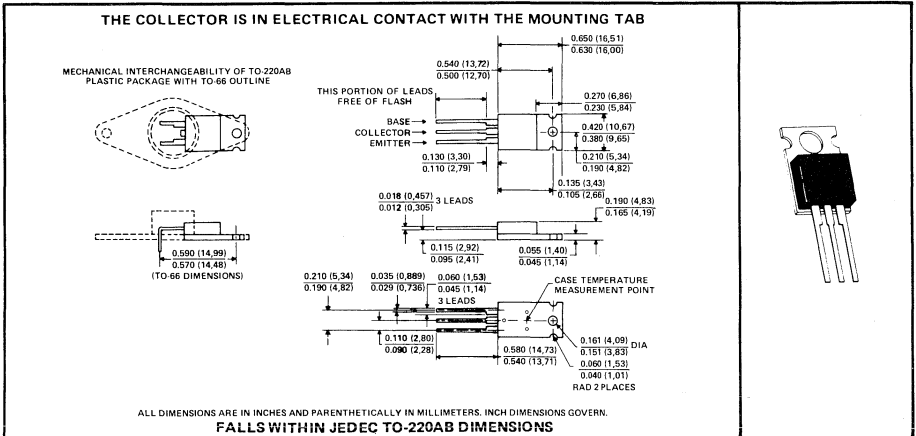 THE COLLECTOR IS IN ELECTRICAL CONTACT WITH THE MOUNTING TAB
MECHANICAL INTERCHANGEABILITY OF TO-220AB
PLASTIC PACKAGE WITH TO-66 OUTLINE
0.650 (16,51)
0.630 (16,00)
0.540 (13,72)
0.500 (12,70)
THIS PORTION OF LEADS
FREE OF FLASH
0.270 (6,86)
0.230 (5,84)
BASE
COLLECTOR
EMITTER
0.420 (10,67)
0.380 (9,65)
0.130 (3,30)
0.110 (2,79)
0.210 (5,34)
0.190 (4,82)
0.135 (3,43)
0.105 (2,66)
0.018 (0,457)
0.012 (0,305)
3 LEADS
0.190 (4,83)
0.165 (4,19)
0.590 (14,99)
0.570 (14,48)
(TO-66 DIMENSIONS)
0.115 (2,92)
0.095 (2,41)
0.055 (1,40)
0.045 (1,14)
0.210 (5,34)
0.190 (4,82)
0.035 (0,889)
0.029 (0,736)
0.060 (1,53)
0.045 (1,14)
3 LEADS
CASE TEMPERATURE
MEASUREMENT POINT
0.110 (2,80)
0.090 (2,28)
0.580 (14,73)
0.540 (13,71)
0.161 (4,09)
0.151 (3,83)
DIA
0.060 (1,53)
0.040 (1,01)
RAD 2 PLACES
ALL DIMENSIONS ARE IN INCHES AND PARENTHETICALLY IN MILLIMETERS. INCH DIMENSIONS GOVERN.
FALLS WITHIN JEDEC TO-220AB DIMENSIONS